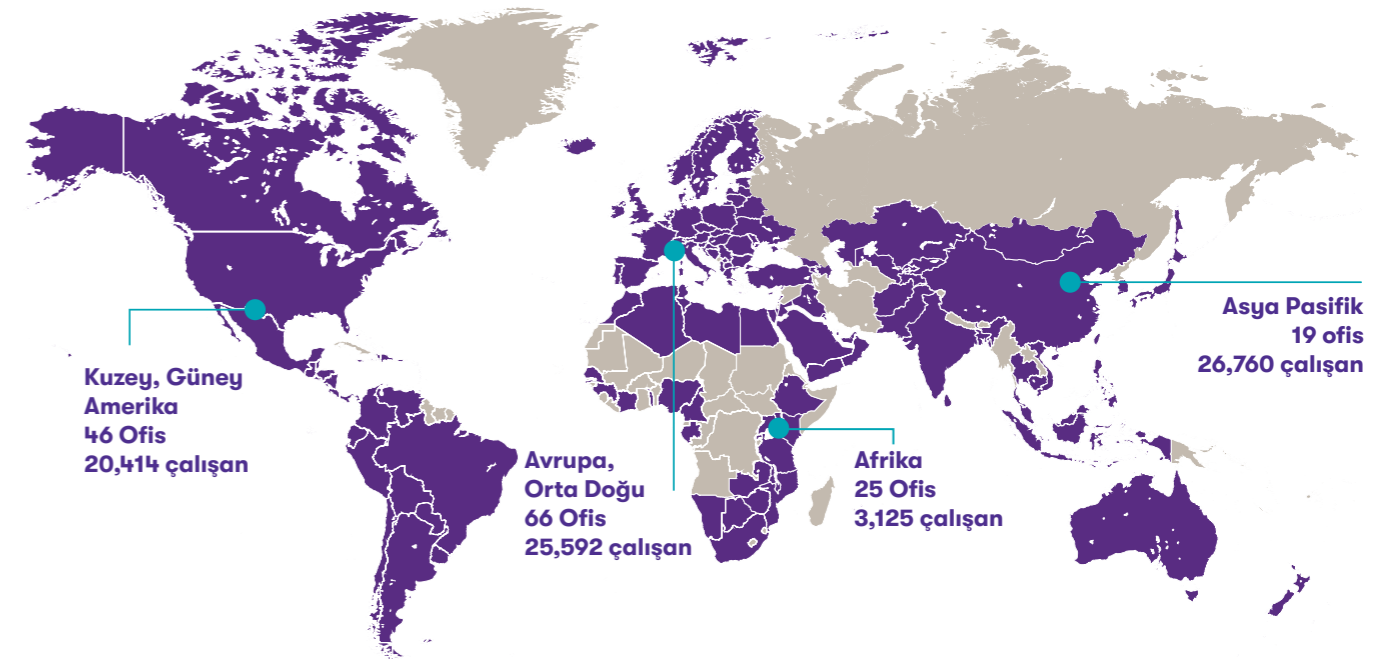 Kuzey, Güney
Amerika
46 Ofis
20,414 çalışan
Avrupa,
Orta Doğu
66 Ofis
25,592 çalışan
Afrika
25 Ofis
3,125 çalışan
Asya Pasifik
19 ofis
26,760 çalışan